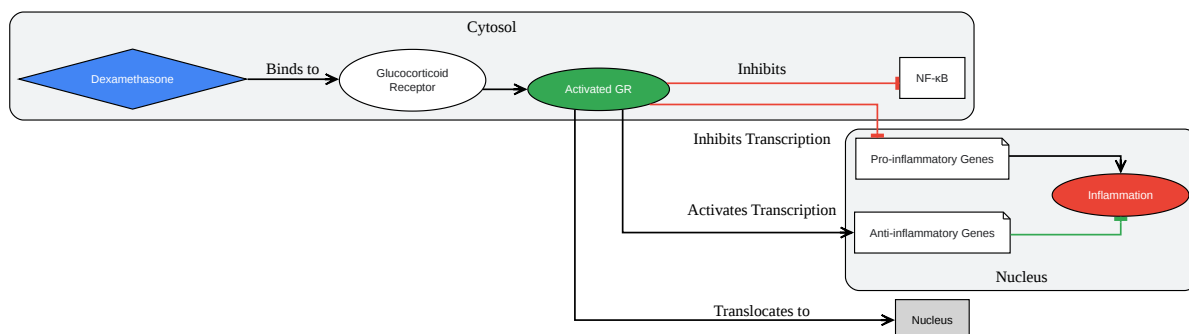 Cytosol
Dexamethasone
Binds to
Glucocorticoid
Receptor
Activated GR
Inhibits
NF-κB
Inhibits Transcription
Pro-inflammatory Genes
Inflammation
Activates Transcription
Anti-inflammatory Genes
Nucleus
Translocates to
Nucleus